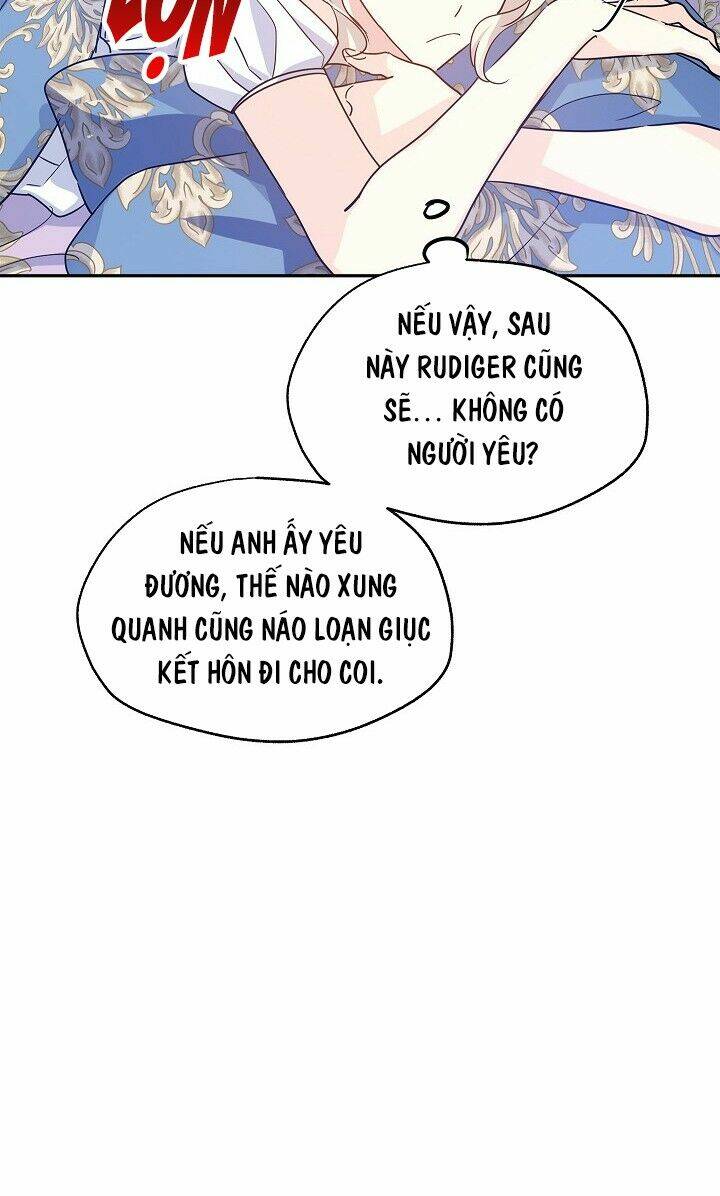 LỘN
NẾU VẬY, SAU
NÀY RUDIGER CŨNG
SẼ... KHÔNG CÓ
NGƯỜI YÊU?
NẾU ANH ẤY YÊU
ĐƯƠNG, THẾ NÀO XUNG
QUANH CŨNG NÁO LOẠN GIỤC
KẾT HÔN ĐI CHO COI.